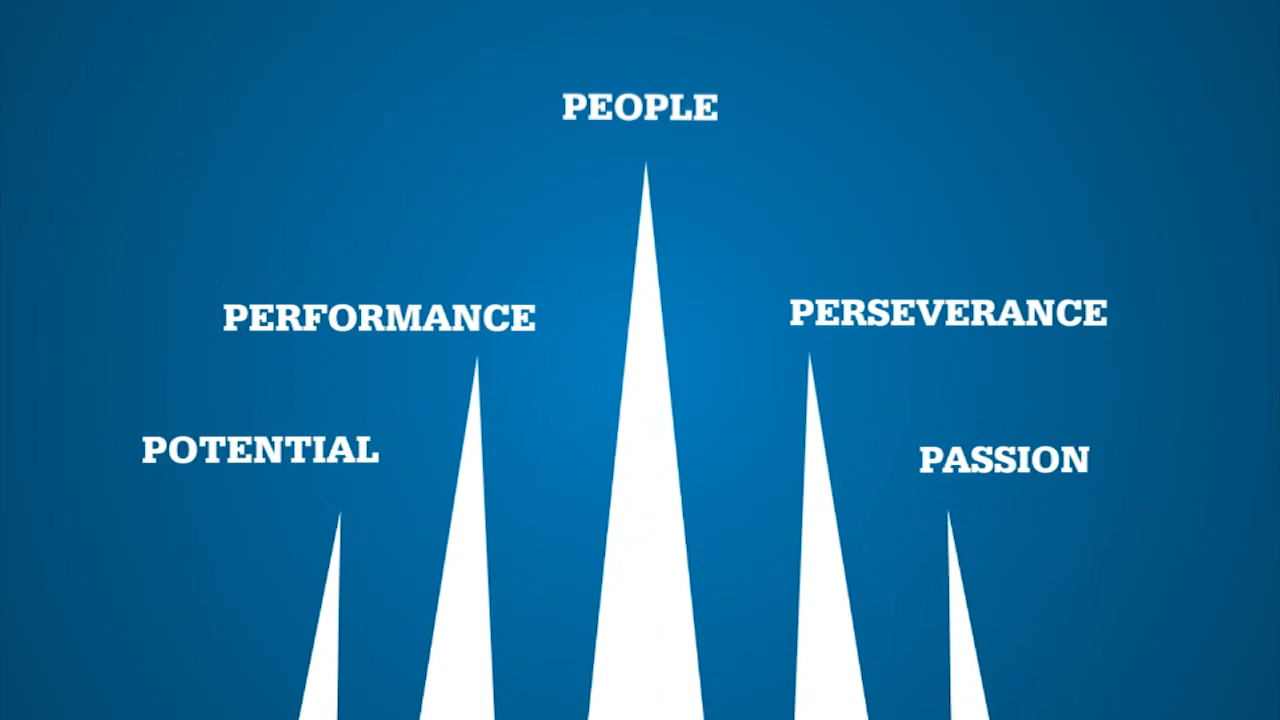 PEOPLE
PERFORMANCE
PERSEVERANCE
POTENTIAL
PASSION